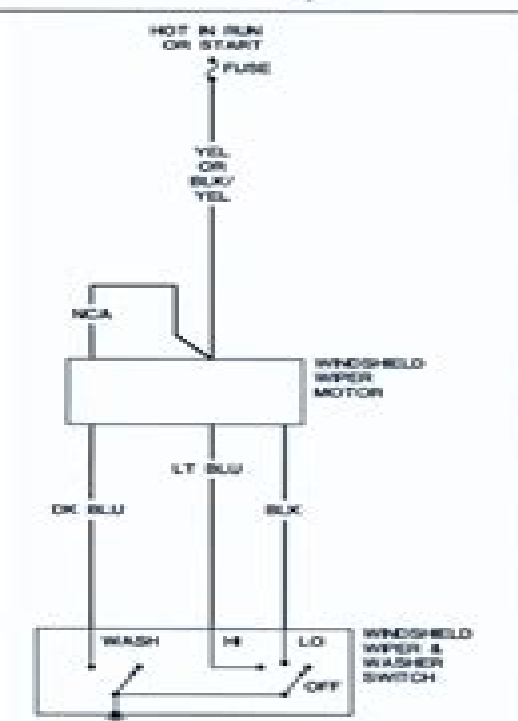 HOT IN RUN
OR START
FUSE
YEL
OR
BLK/
YEL
NCA
WINDSHIELD
WIPER
MOTOR
LT BLU
DK BLU
BLK
WASH
HI
LO
OFF
WINDSHIELD
WIPER &
WASHER
SWITCH